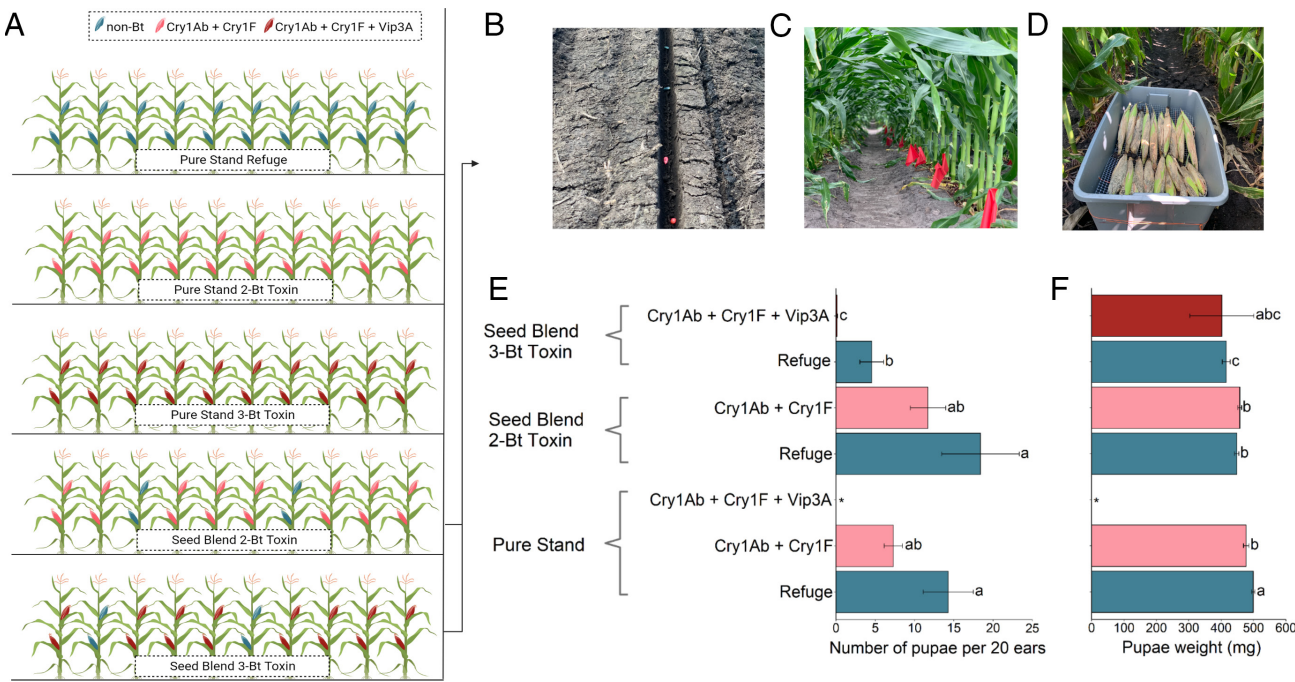 A
non-Bt Cry1Ab + Cry1F Cry1Ab + Cry1F + Vip3A
Pure Stand Refuge
Pure Stand 2-Bt Toxin
Pure Stand 3-Bt Toxin
Seed Blend 2-Bt Toxin
Seed Blend 3-Bt Toxin
B
C
D
E
Seed Blend
3-Bt Toxin
Cry1Ab + Cry1F + Vip3A
c
Refuge
b
Seed Blend
2-Bt Toxin
Cry1Ab + Cry1F
ab
Refuge
a
Pure Stand
Cry1Ab + Cry1F + Vip3A
*
Cry1Ab + Cry1F
ab
Refuge
a
0 5 10 15 20 25
Number of pupae per 20 ears
F
abc
c
b
b
*
b
a
0 100 200 300 400 500 600
Pupae weight (mg)